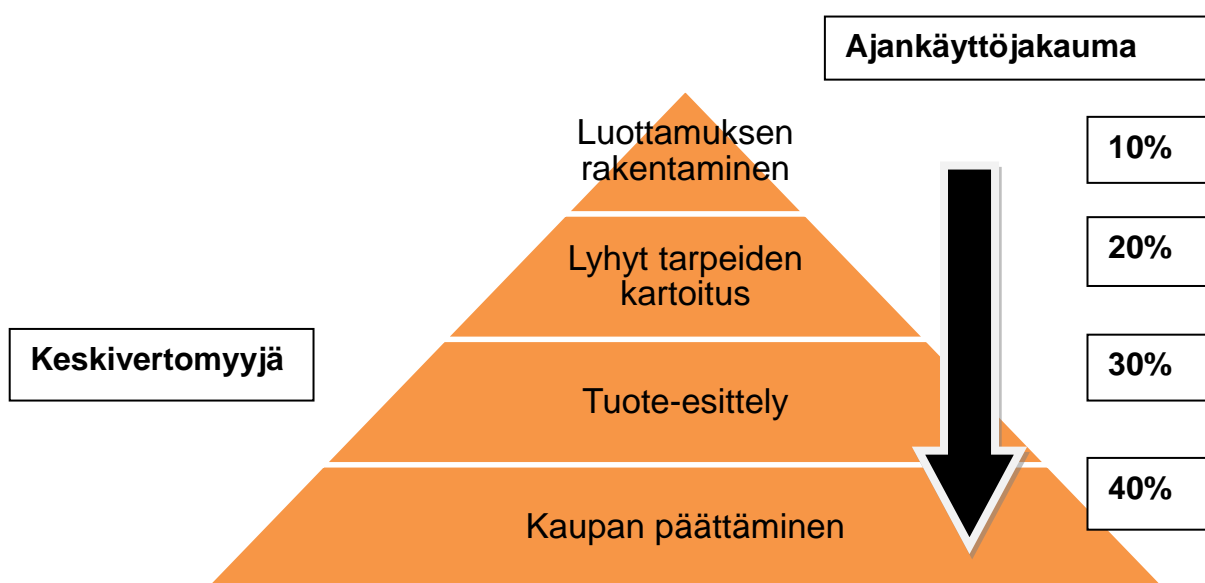 Ajankäyttöjakauma
Luottamuksen
rakentaminen
10%
Lyhyt tarpeiden
kartoitus
20%
Keskivertomyyjä
Tuote-esittely
30%
Kaupan päättäminen
40%